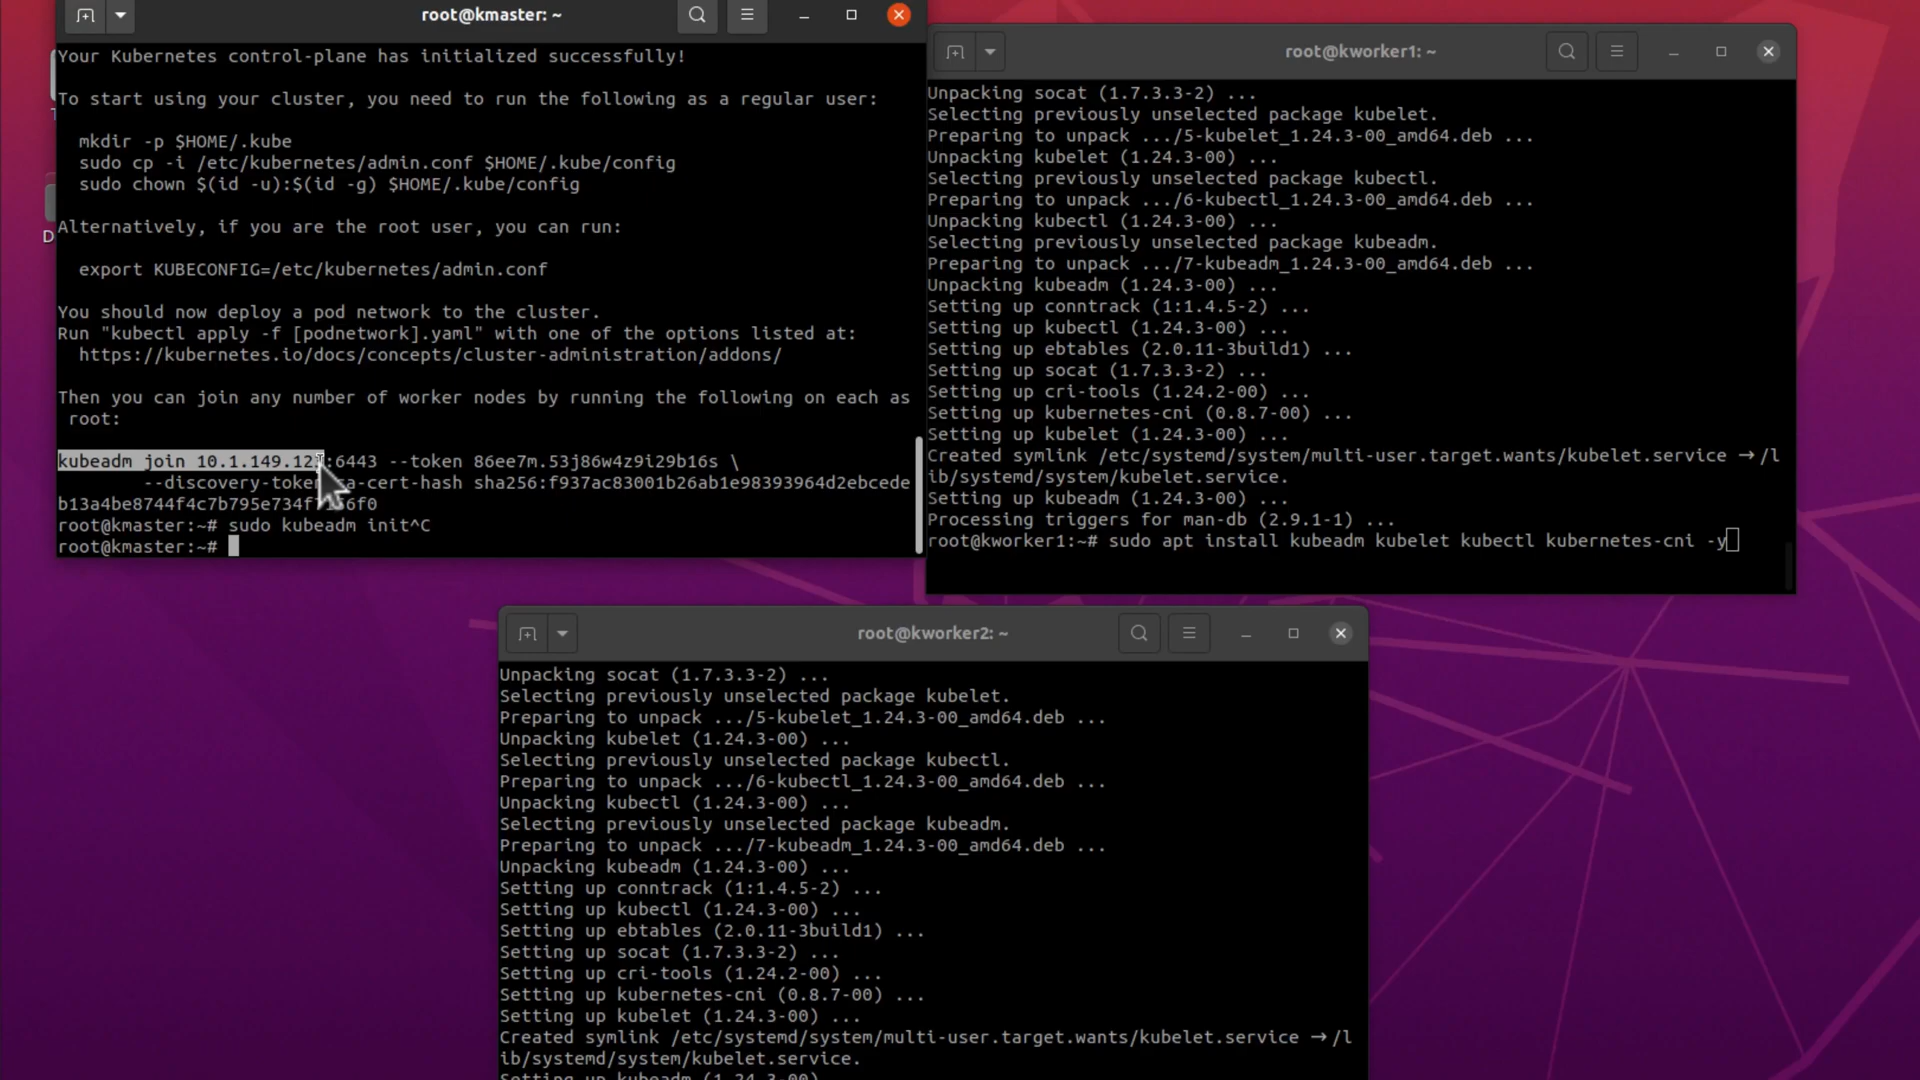 root@kmaster: ~
Your Kubernetes control-plane has initialized successfully!
To start using your cluster, you need to run the following as a regular user:
mkdir -p $HOME/.kube
sudo cp -i /etc/kubernetes/admin.conf $HOME/.kube/config
sudo chown $(id -u):$(id -g) $HOME/.kube/config
Alternatively, if you are the root user, you can run:
export KUBECONFIG=/etc/kubernetes/admin.conf
You should now deploy a pod network to the cluster.
Run "kubectl apply -f [podnetwork].yaml" with one of the options listed at:
https://kubernetes.io/docs/concepts/cluster-administration/addons/
Then you can join any number of worker nodes by running the following on each as
root:
kubeadm join --token 86ee7m.53j86w4z9i29b16s \
sha256:f937ac83001b26ab1e98393964d2ebcede
root@kmaster:~# sudo kubeadm init^C
root@kmaster:~#
root@kworker1: ~
Unpacking socat (1.7.3.3-2) ...
Selecting previously unselected package kubelet.
Preparing to unpack .../5-kubelet_1.24.3-00_amd64.deb ...
Unpacking kubelet (1.24.3-00) ...
Selecting previously unselected package kubectl.
Preparing to unpack .../6-kubectl_1.24.3-00_amd64.deb ...
Unpacking kubectl (1.24.3-00) ...
Selecting previously unselected package kubeadm.
Preparing to unpack .../7-kubeadm_1.24.3-00_amd64.deb ...
Unpacking kubeadm (1.24.3-00) ...
Setting up conntrack (1:1.4.5-2) ...
Setting up kubectl (1.24.3-00) ...
Setting up ebtables (2.0.11-3build1) ...
Setting up socat (1.7.3.3-2) ...
Setting up cri-tools (1.24.2-00) ...
Setting up kubernetes-cni (0.8.7-00) ...
Setting up kubelet (1.24.3-00) ...
Created symlink /etc/systemd/system/multi-user.target.wants/kubelet.service → /l
ib/systemd/system/kubelet.service.
Setting up kubeadm (1.24.3-00) ...
Processing triggers for man-db (2.9.1-1) ...
root@kworker1:~# sudo apt install kubeadm kubelet kubectl kubernetes-cni -y
root@kworker2: ~
Unpacking socat (1.7.3.3-2) ...
Selecting previously unselected package kubelet.
Preparing to unpack .../5-kubelet_1.24.3-00_amd64.deb ...
Unpacking kubelet (1.24.3-00) ...
Selecting previously unselected package kubectl.
Preparing to unpack .../6-kubectl_1.24.3-00_amd64.deb ...
Unpacking kubectl (1.24.3-00) ...
Selecting previously unselected package kubeadm.
Preparing to unpack .../7-kubeadm_1.24.3-00_amd64.deb ...
Unpacking kubeadm (1.24.3-00) ...
Setting up conntrack (1:1.4.5-2) ...
Setting up kubectl (1.24.3-00) ...
Setting up ebtables (2.0.11-3build1) ...
Setting up socat (1.7.3.3-2) ...
Setting up cri-tools (1.24.2-00) ...
Setting up kubernetes-cni (0.8.7-00) ...
Setting up kubelet (1.24.3-00) ...
Created symlink /etc/systemd/system/multi-user.target.wants/kubelet.service → /l
ib/systemd/system/kubelet.service.
Setting up kubeadm (1.24.3-00)